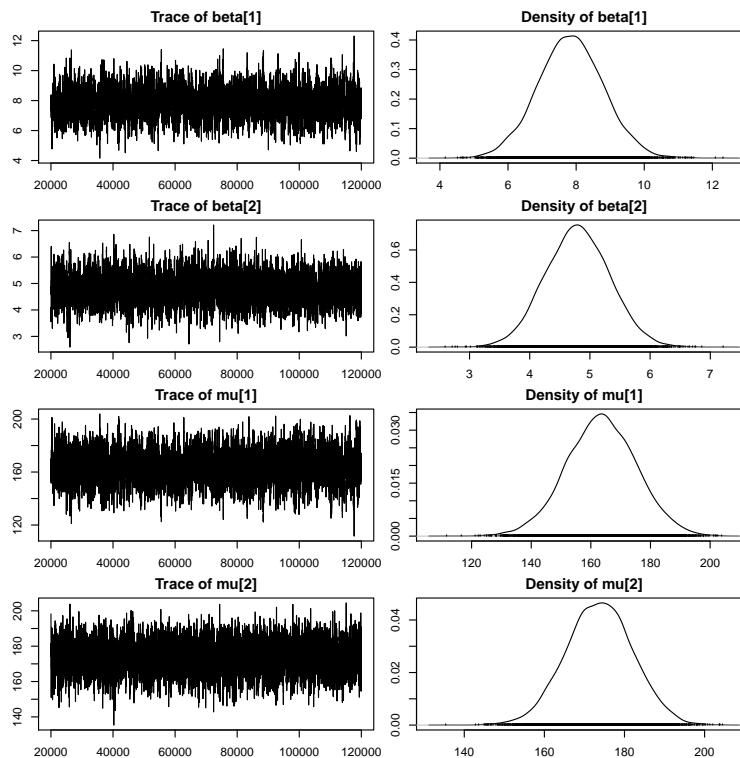 Trace of beta[1]
4 6 8 10 12
20000 40000 60000 80000 100000 120000
Density of beta[1]
0.0 0.1 0.2 0.3 0.4
4 6 8 10 12
Trace of beta[2]
3 4 5 6 7
20000 40000 60000 80000 100000 120000
Density of beta[2]
0.0 0.2 0.4 0.6
3 4 5 6 7
Trace of mu[1]
120 160 200
20000 40000 60000 80000 100000 120000
Density of mu[1]
0.000 0.015 0.030
120 140 160 180 200
Trace of mu[2]
140 160 180 200
20000 40000 60000 80000 100000 120000
Density of mu[2]
0.00 0.02 0.04
140 160 180 200